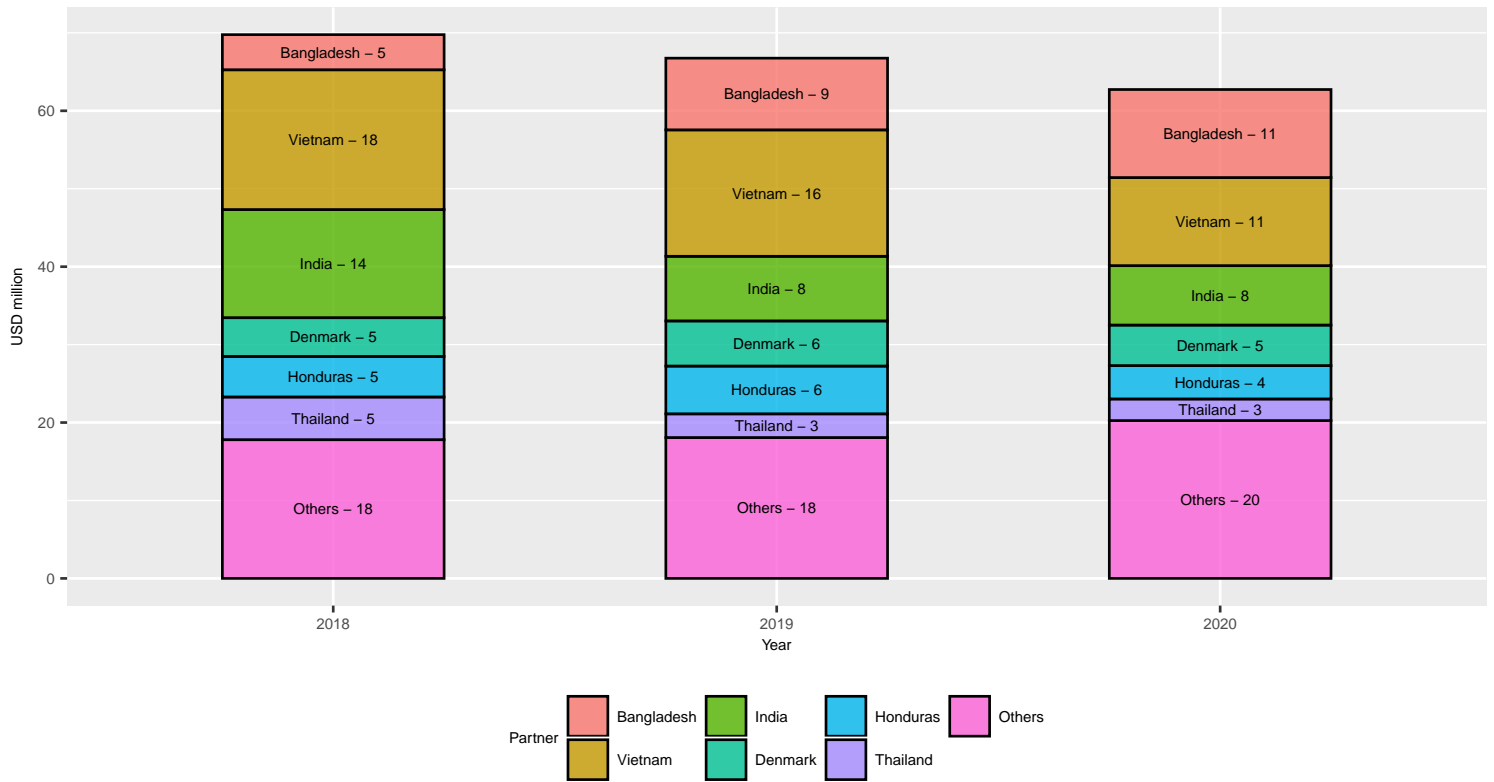 USD million
60
40
20
0
Bangladesh – 5
Vietnam – 18
India – 14
Denmark – 5
Honduras – 5
Thailand – 5
Others – 18
Bangladesh – 9
Vietnam – 16
India – 8
Denmark – 6
Honduras – 6
Thailand – 3
Others – 18
Bangladesh – 11
Vietnam – 11
India – 8
Denmark – 5
Honduras – 4
Thailand – 3
Others – 20
2018 2019 2020
Year
Partner
Bangladesh India Honduras Others
Vietnam Denmark Thailand